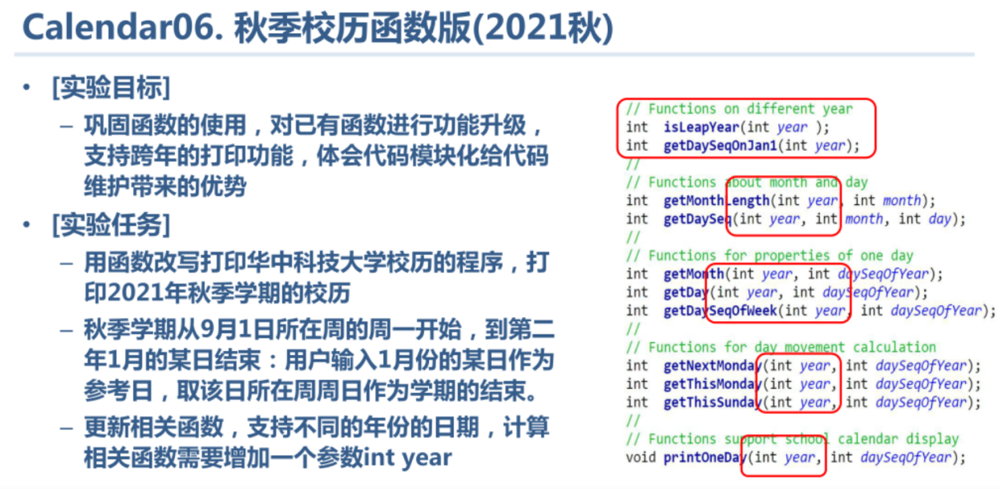 Calendar06. 秋季校历函数版(2021秋)
• [实验目标]
– 巩固函数的使用，对已有函数进行功能升级，
支持跨年的打印功能，体会代码模块化给代码
维护带来的优势
• [实验任务]
– 用函数改写打印华中科技大学校历的程序，打
印2021年秋季学期的校历
– 秋季学期从9月1日所在周的周一开始，到第二
年1月的某日结束：用户输入1月份的某日作为
参考日，取该日所在周周日作为学期的结束。
– 更新相关函数，支持不同的年份的日期，计算
相关函数需要增加一个参数int year
// Functions on different year
int isLeapYear(int year );
int getDaySeqOnJan1(int year);
//
// Functions about month and day
int getMonthLength(int year, int month);
int getDaySeq(int year, int month, int day);
//
// Functions for properties of one day
int getMonth(int year, int daySeqOfYear);
int getDay(int year, int daySeqOfYear);
int getDaySeqOfWeek(int year, int daySeqOfYear);
//
// Functions for day movement calculation
int getNextMonday(int year, int daySeqOfYear);
int getThisMonday(int year, int daySeqOfYear);
int getThisSunday(int year, int daySeqOfYear);
//
// Functions support school calendar display
void printOneDay(int year, int daySeqOfYear);